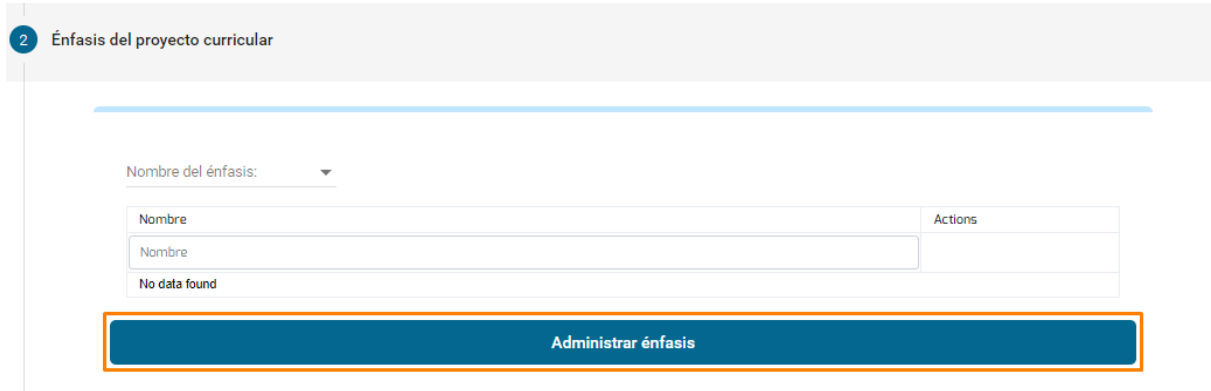 2 Énfasis del proyecto curricular
Nombre del énfasis:
Nombre Actions
Nombre
No data found
Administrar énfasis